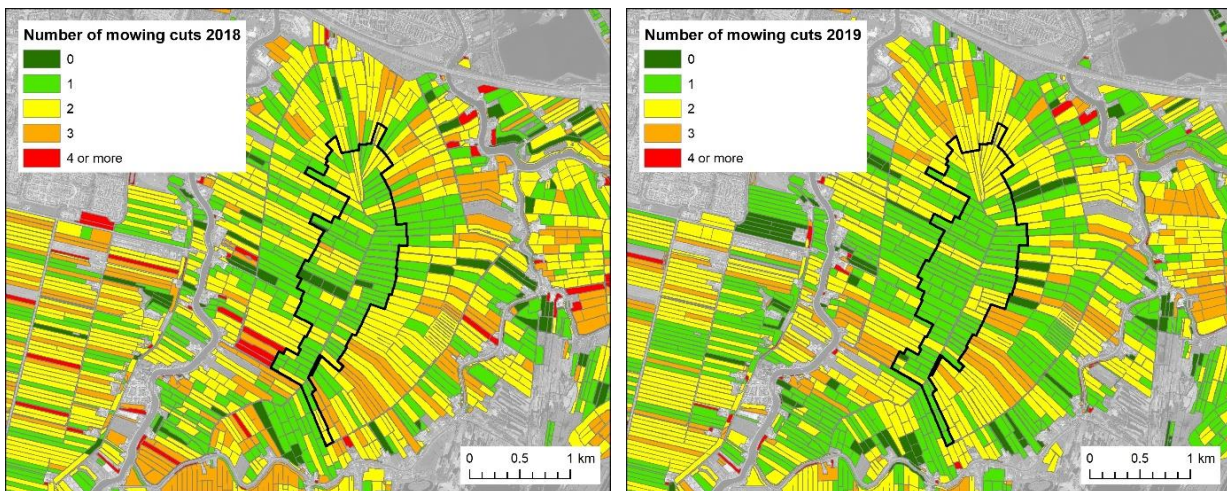 Number of mowing cuts 2018
0
1
2
3
4 or more
0 0.5 1 km
Number of mowing cuts 2019
0
1
2
3
4 or more
0 0.5 1 km